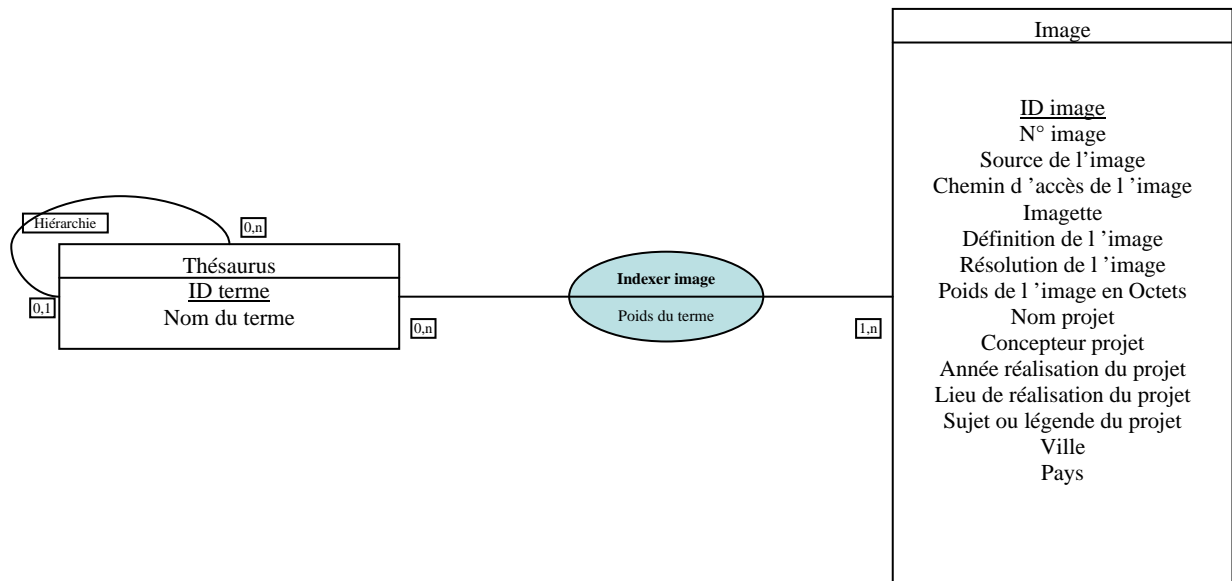 Image
ID image
N° image
Source de l'image
Chemin d 'accès de l 'image
Imagette
Définition de l 'image
Résolution de l 'image
Poids de l 'image en Octets
Nom projet
Concepteur projet
Année réalisation du projet
Lieu de réalisation du projet
Sujet ou légende du projet
Ville
Pays
Hiérarchie
0,n
Thésaurus
ID terme
Nom du terme
0,1
0,n
Indexer image
Poids du terme
1,n